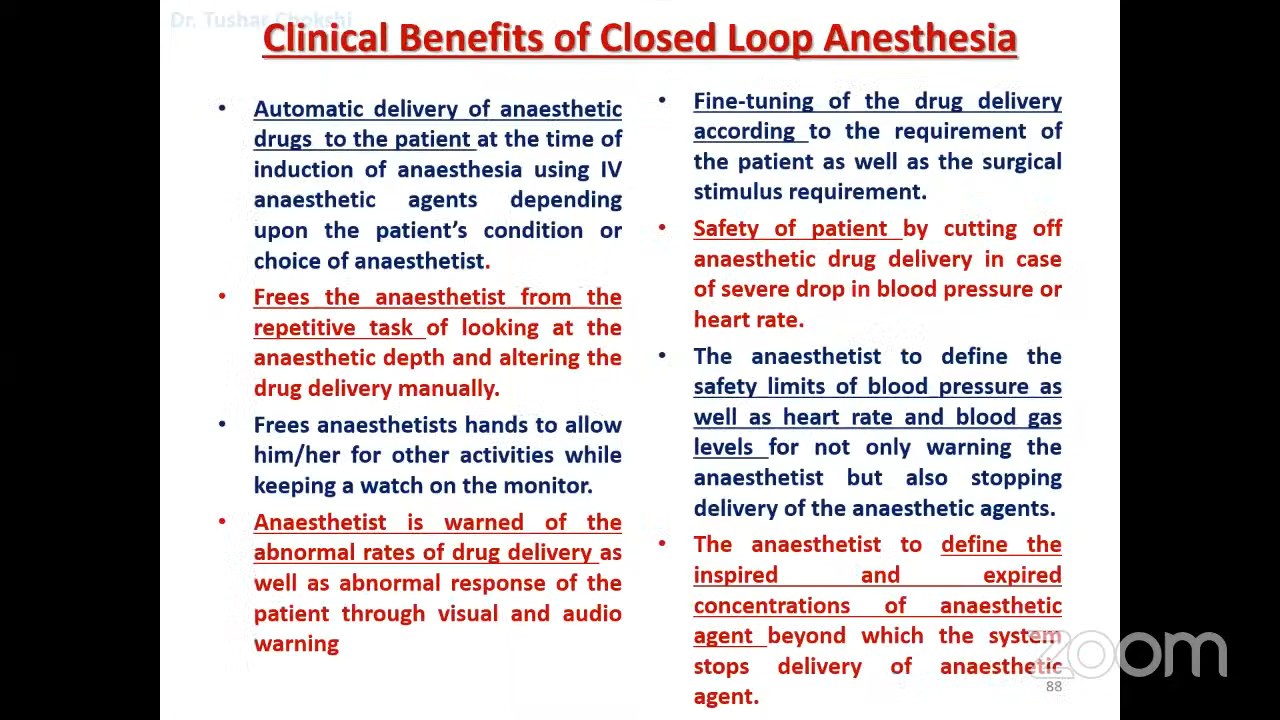 Dr. Tushar Chokshi
Clinical Benefits of Closed Loop Anesthesia
• Automatic delivery of anaesthetic
drugs to the patient at the time of
induction of anaesthesia using IV
anaesthetic agents depending
upon the patient's condition or
choice of anaesthetist.
• Frees the anaesthetist from the
repetitive task of looking at the
anaesthetic depth and altering the
drug delivery manually.
• Frees anaesthetists hands to allow
him/her for other activities while
keeping a watch on the monitor.
• Anaesthetist is warned of the
abnormal rates of drug delivery as
well as abnormal response of the
patient through visual and audio
warning
• Fine-tuning of the drug delivery
according to the requirement of
the patient as well as the surgical
stimulus requirement.
• Safety of patient by cutting off
anaesthetic drug delivery in case
of severe drop in blood pressure or
heart rate.
• The anaesthetist to define the
safety limits of blood pressure as
well as heart rate and blood gas
levels for not only warning the
anaesthetist but also stopping
delivery of the anaesthetic agents.
• The anaesthetist to define the
inspired and expired
concentrations of anaesthetic
agent beyond which the system
stops delivery of anaesthetic
agent.
zoom
88